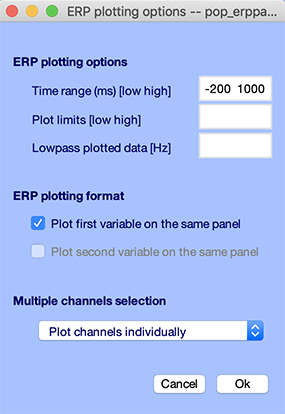 ERP plotting options -- pop_erppa...
ERP plotting options
Time range (ms) [low high]
-200 1000
Plot limits [low high]
Lowpass plotted data [Hz]
ERP plotting format
Plot first variable on the same panel
Plot second variable on the same panel
Multiple channels selection
Plot channels individually
Cancel
Ok